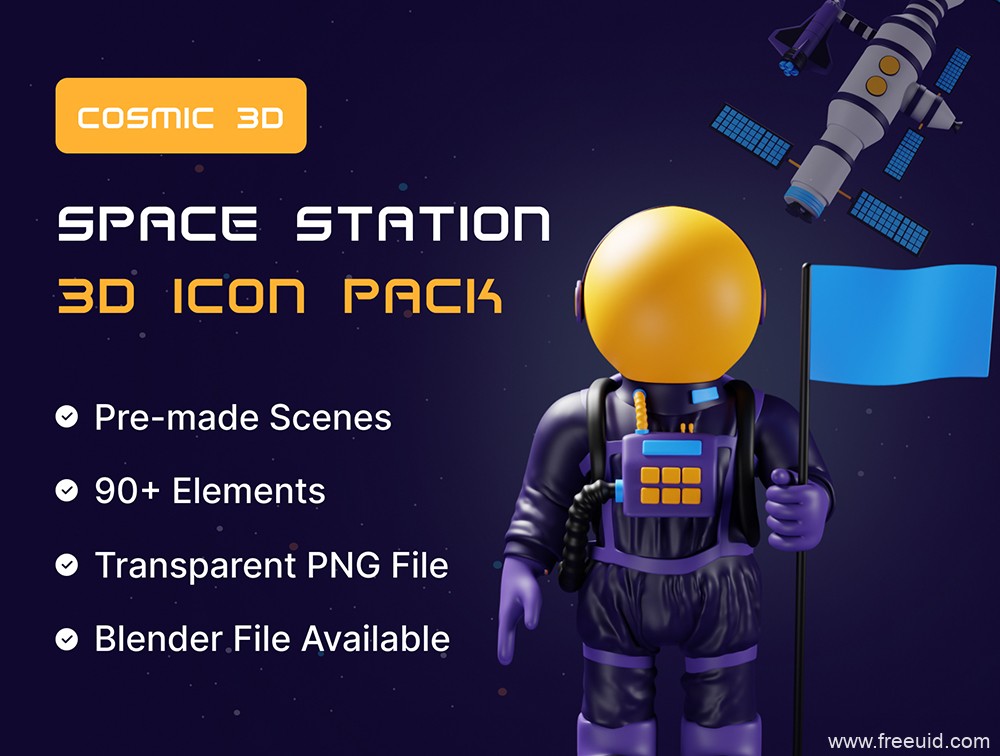 COSMIC 3D
SPACE STATION
3D ICON PACK
Pre-made Scenes
90+ Elements
Transparent PNG File
Blender File Available
www.freeuid.com